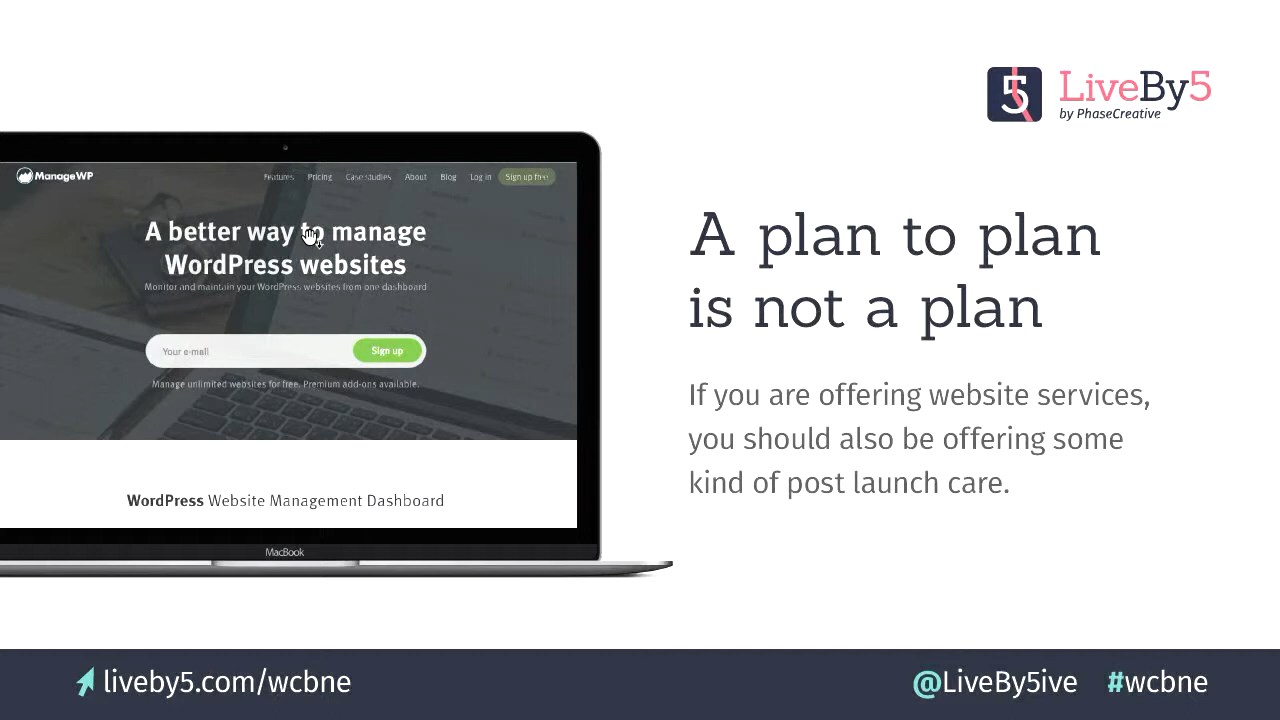 5 LiveBy5
by PhaseCreative
ManageWP
Features Pricing Case studies About Blog Log in Sign up free
A better way to manage
WordPress websites
Monitor and maintain your WordPress websites from one dashboard
Your e-mail Sign up
Manage unlimited websites for free. Premium add-ons available.
WordPress Website Management Dashboard
MacBook
A plan to plan
is not a plan
If you are offering website services,
you should also be offering some
kind of post launch care.
liveby5.com/wcbne
@LiveBy5ive #wcbne